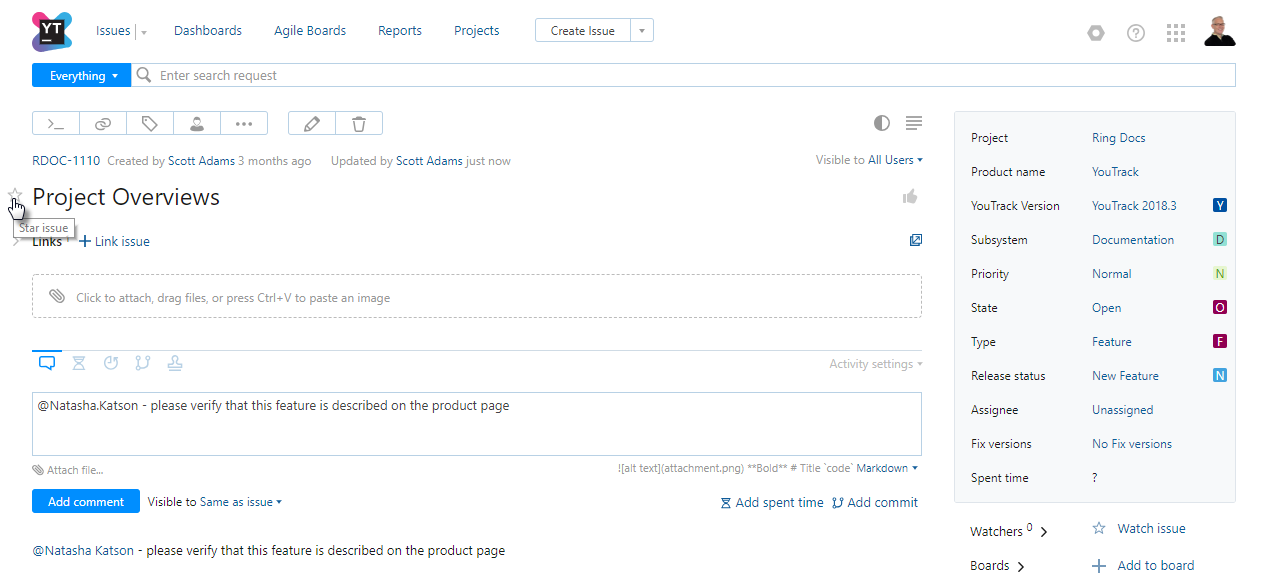 YT
Issues Dashboards Agile Boards Reports Projects Create Issue
Everything Enter search request
RDOC-1110 Created by Scott Adams 3 months ago Updated by Scott Adams just now Visible to All Users
Project Overviews
Star issue
Links + Link issue
Click to attach, drag files, or press Ctrl+V to paste an image
Activity settings
@Natasha.Katson - please verify that this feature is described on the product page
Attach file... ![alt text](attachment.png) **Bold** # Title `code` Markdown
Add comment Visible to Same as issue Add spent time Add commit
@Natasha Katson - please verify that this feature is described on the product page
Project Ring Docs
Product name YouTrack
YouTrack Version YouTrack 2018.3 Y
Subsystem Documentation D
Priority Normal N
State Open O
Type Feature F
Release status New Feature N
Assignee Unassigned
Fix versions No Fix versions
Spent time ?
Watchers 0 Watch issue
Boards Add to board